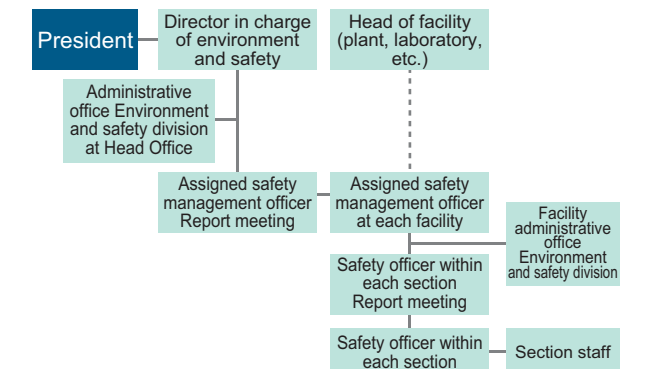 President
Director in charge
of environment
and safety
Head of facility
(plant, laboratory,
etc.)
Administrative
office Environment
and safety division
at Head Office
Assigned safety
management officer
Report meeting
Assigned safety
management officer
at each facility
Facility
administrative
office
Environment
and safety division
Safety officer within
each section
Report meeting
Safety officer within
each section
Section staff